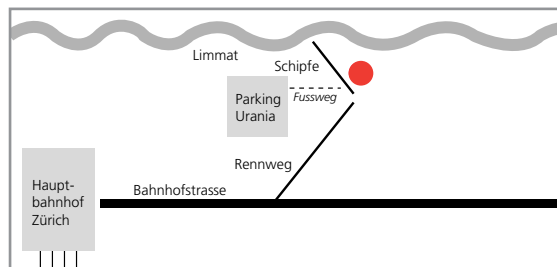 Limmat
Schipfe
Parking
Urania
Fussweg
Rennweg
Haupt-
bahnhof
Zürich
Bahnhofstrasse